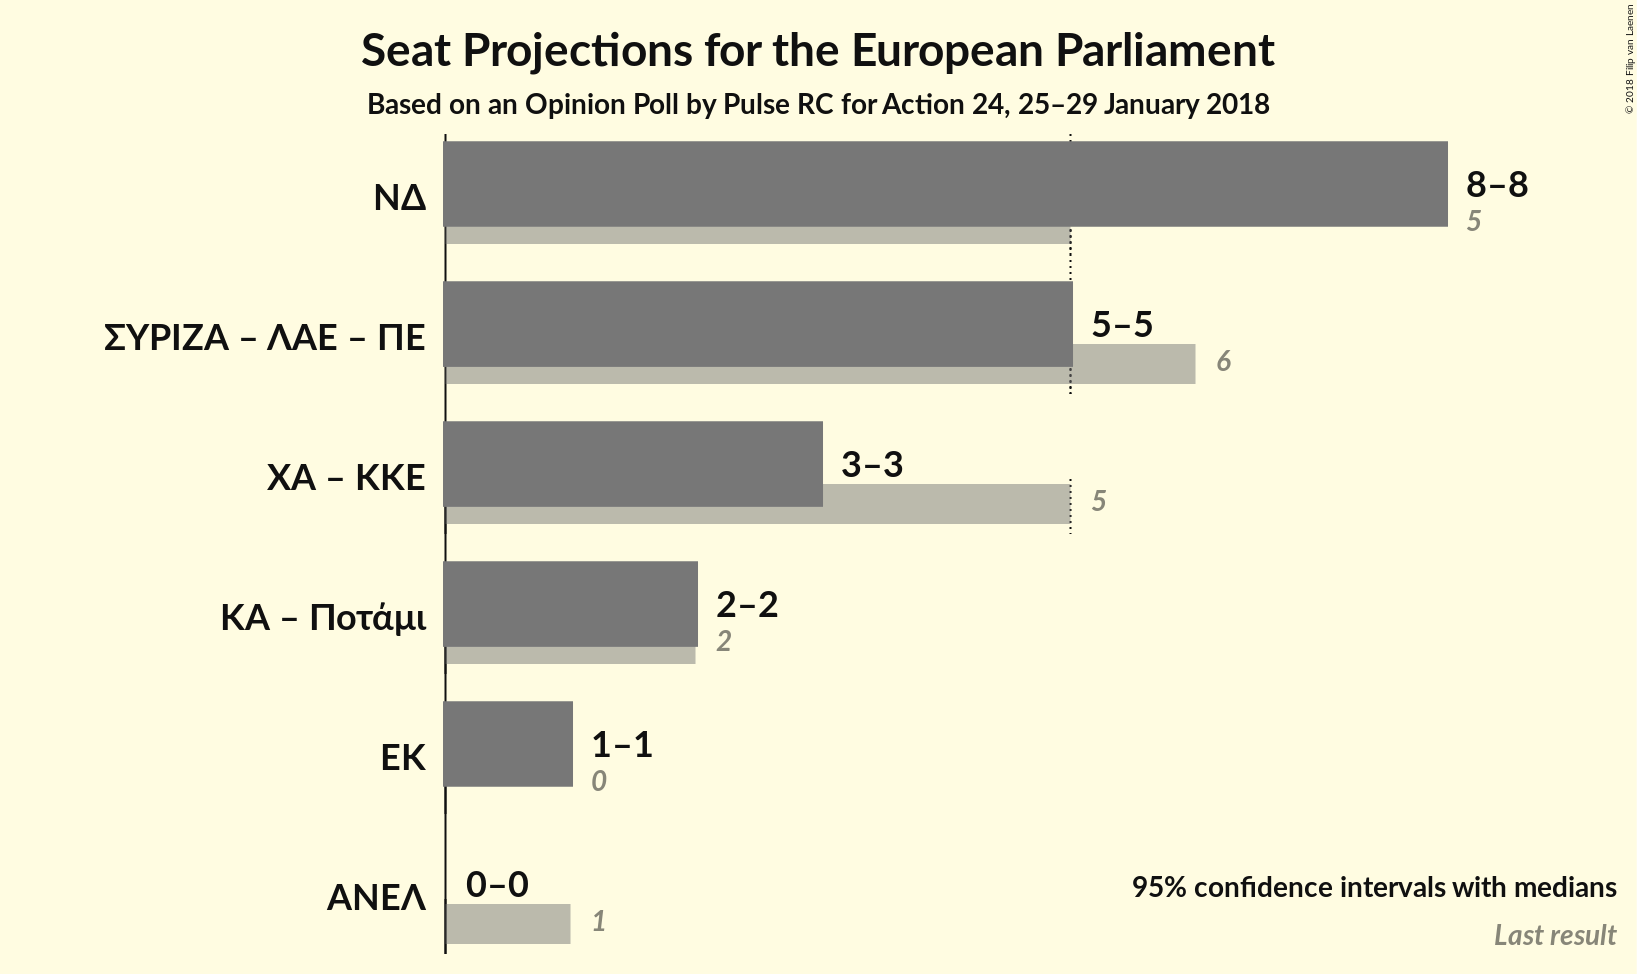 Seat Projections for the European Parliament
Based on an Opinion Poll by Pulse RC for Action 24, 25–29 January 2018
© 2018 Filip van Laenen
ΝΔ
8–8
5
ΣΥΡΙΖΑ – ΛΑΕ – ΠΕ
5–5
6
ΧΑ – ΚΚΕ
3–3
5
ΚΑ – Ποτάμι
2–2
2
ΕΚ
1–1
0
ΑΝΕΛ
0–0
1
95% confidence intervals with medians
Last result